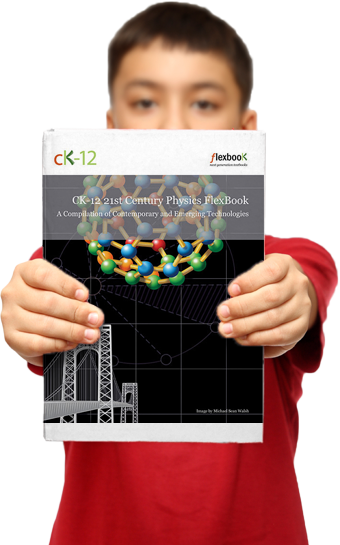 cK-12
flexbooK
next generation textbooks
CK-12 21st Century Physics FlexBook
A Compilation of Contemporary and Emerging Technologies
Image by Michael Sean Walsh